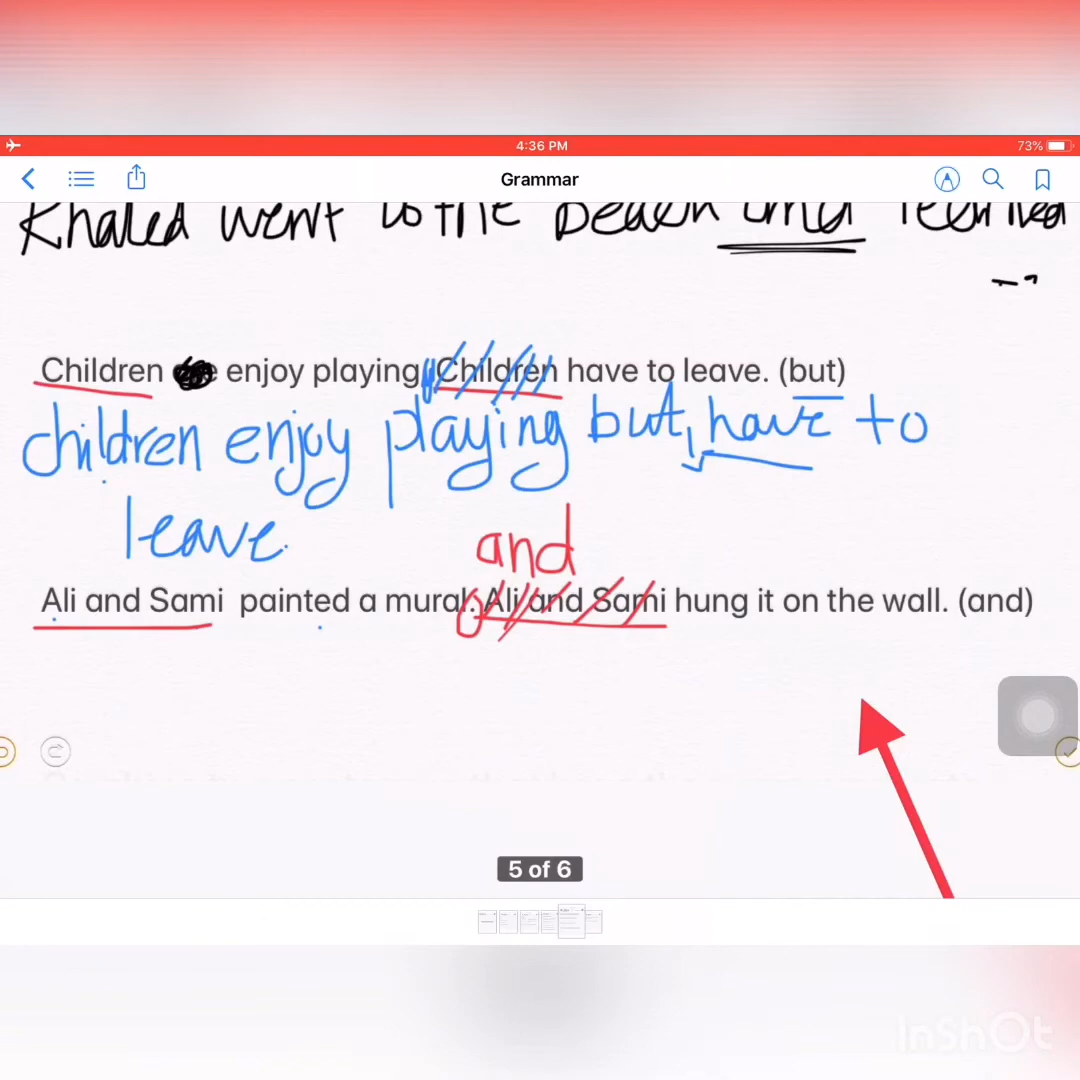 4:36 PM
73%
Grammar
Khaled went to the beach and learned
Children enjoy playing. Children have to leave. (but)
children enjoy playing but, have to
leave.
and
Ali and Sami painted a mural. Ali and Sami hung it on the wall. (and)
5 of 6
InShOt